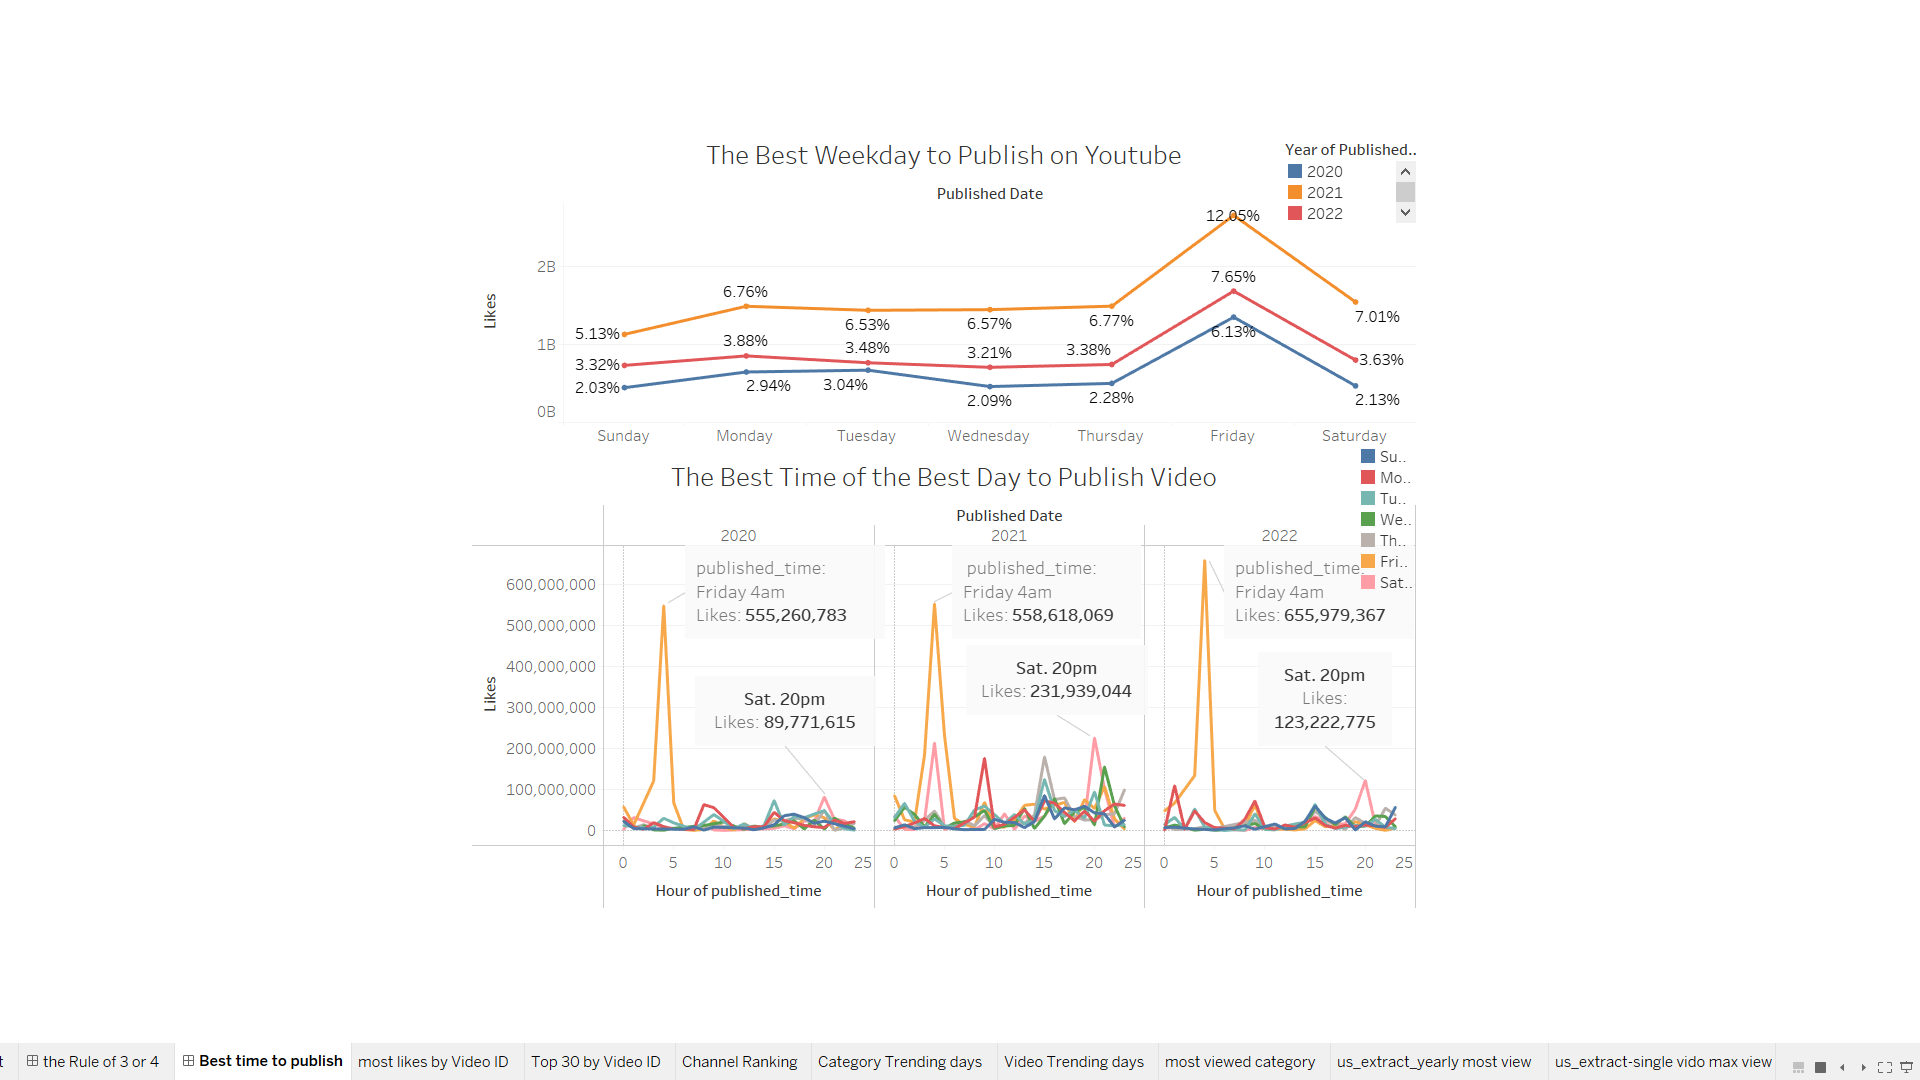 The Best Weekday to Publish on Youtube
Year of Published..
2020
2021
2022
Published Date
Likes
2B
1B
0B
12.05%
7.65%
6.13%
6.76%
5.13%
6.53%
6.57%
6.77%
7.01%
3.88%
3.48%
3.21%
3.38%
3.32%
3.63%
2.03%
2.94%
3.04%
2.09%
2.28%
2.13%
Sunday Monday Tuesday Wednesday Thursday Friday Saturday
The Best Time of the Best Day to Publish Video
Su..
Mo..
Tu..
We..
Th..
Fri..
Sat..
Published Date
2020 2021 2022
Likes
600,000,000
500,000,000
400,000,000
300,000,000
200,000,000
100,000,000
0
published_time:
Friday 4am
Likes: 555,260,783
Sat. 20pm
Likes: 89,771,615
published_time:
Friday 4am
Likes: 558,618,069
Sat. 20pm
Likes: 231,939,044
published_time:
Friday 4am
Likes: 655,979,367
Sat. 20pm
Likes:
123,222,775
0 5 10 15 20 25 0 5 10 15 20 25 0 5 10 15 20 25
Hour of published_time Hour of published_time Hour of published_time
t the Rule of 3 or 4 Best time to publish most likes by Video ID Top 30 by Video ID Channel Ranking Category Trending days Video Trending days most viewed category us_extract_yearly most view us_extract-single vido max view